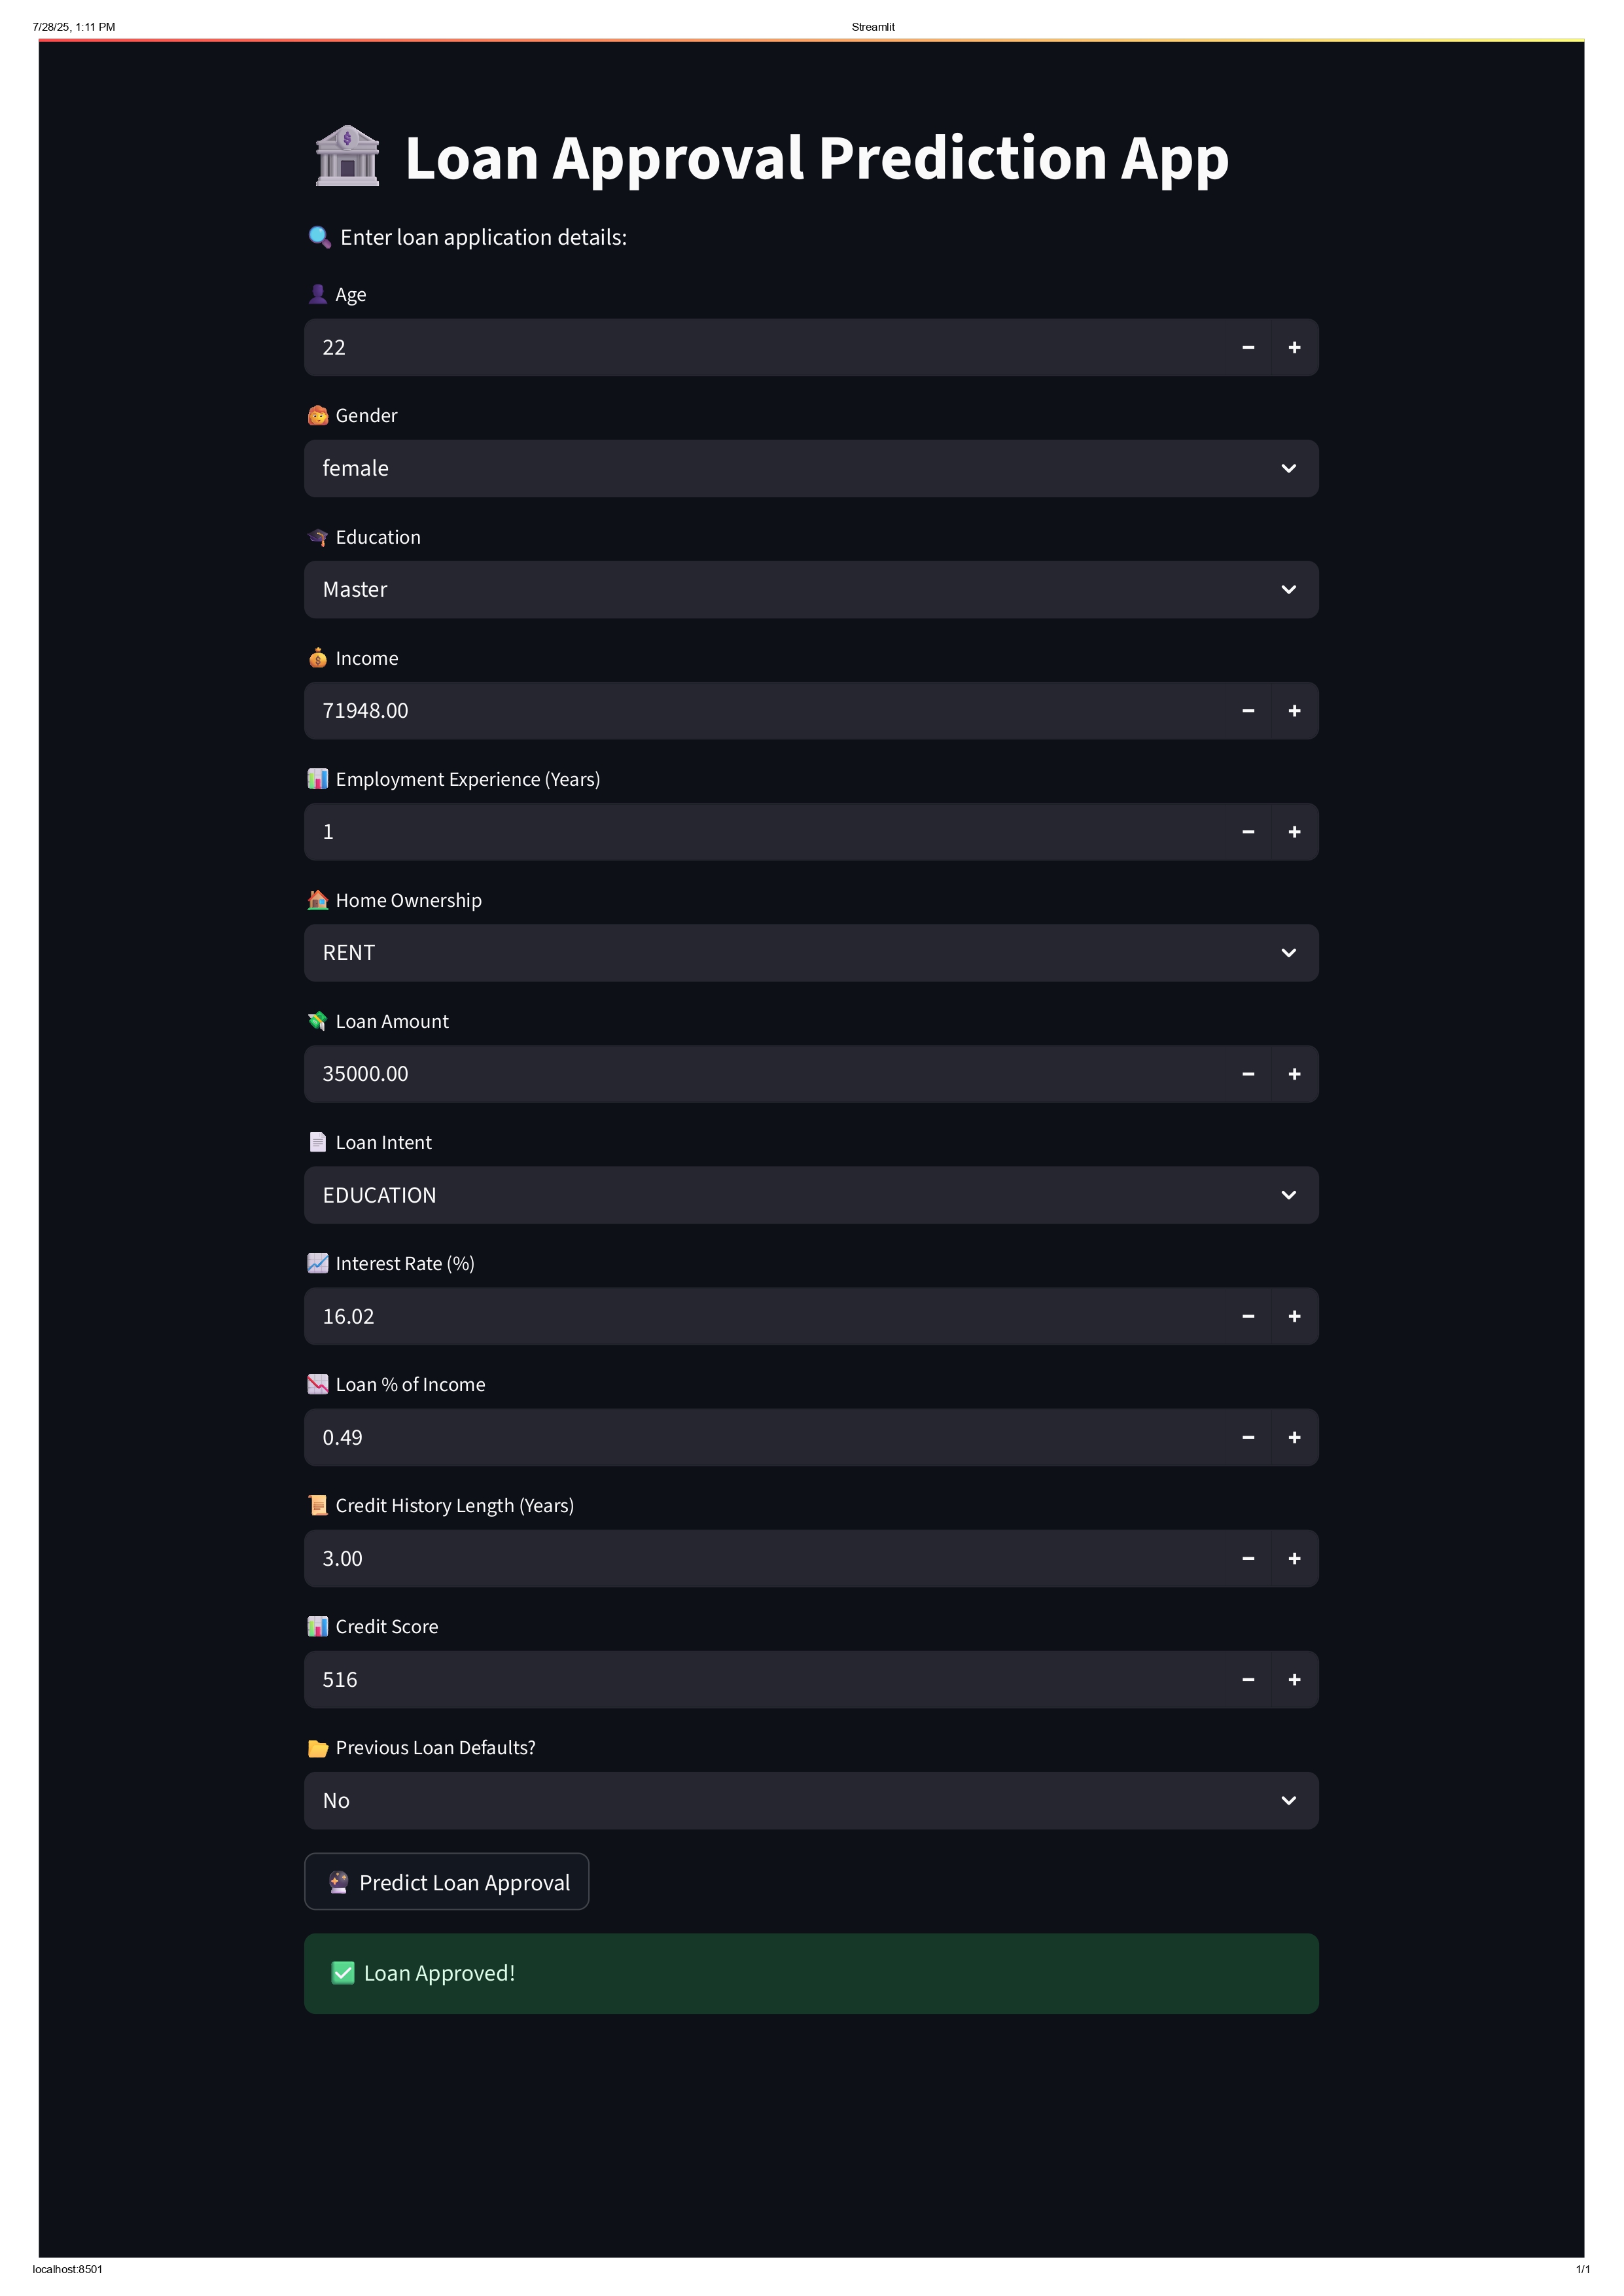 7/28/25, 1:11 PM Streamlit
Loan Approval Prediction App
Enter loan application details:
Age
22
Gender
female
Education
Master
Income
71948.00
Employment Experience (Years)
1
Home Ownership
RENT
Loan Amount
35000.00
Loan Intent
EDUCATION
Interest Rate (%)
16.02
Loan % of Income
0.49
Credit History Length (Years)
3.00
Credit Score
516
Previous Loan Defaults?
No
Predict Loan Approval
Loan Approved!
localhost:8501 1/1